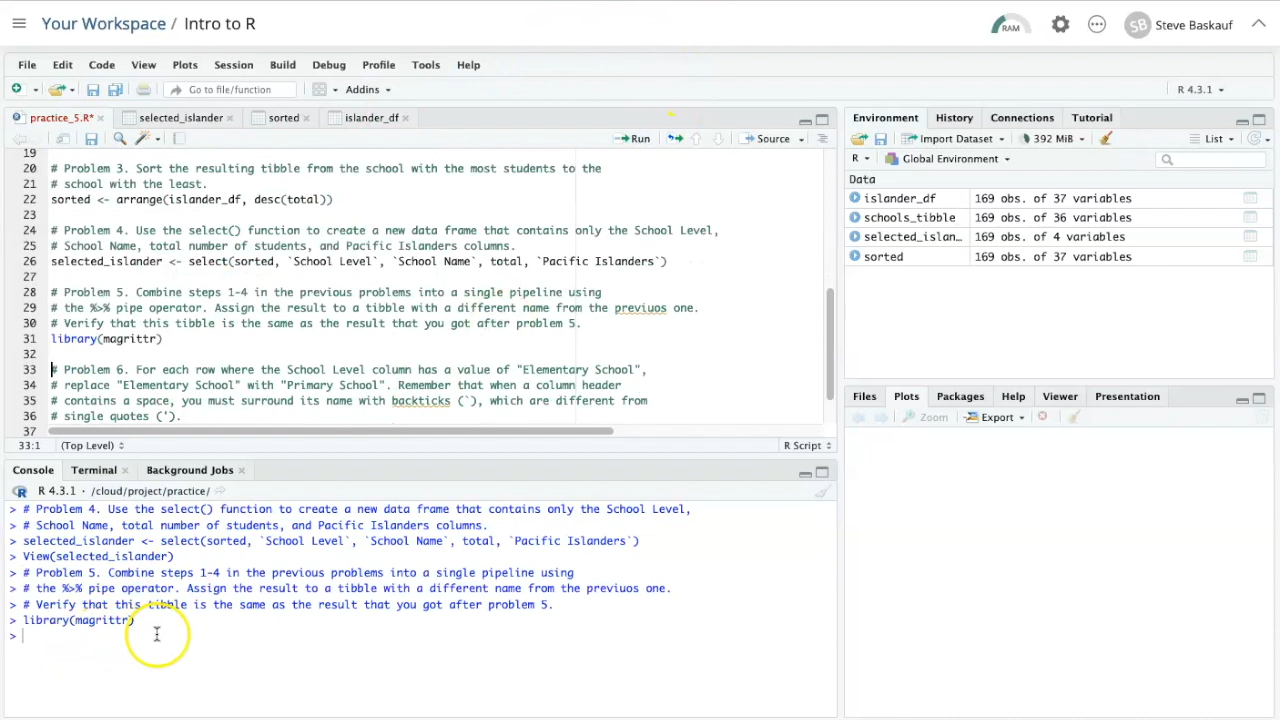 Your Workspace / Intro to R
RAM
SB Steve Baskauf
File Edit Code View Plots Session Build Debug Profile Tools Help
Go to file/function Addins R 4.3.1
practice_5.R* selected_islander sorted islander_df
Run Source
19
20 # Problem 3. Sort the resulting tibble from the school with the most students to the
21 # school with the least.
22 sorted <- arrange(islander_df, desc(total))
23
24 # Problem 4. Use the select() function to create a new data frame that contains only the School Level,
25 # School Name, total number of students, and Pacific Islanders columns.
26 selected_islander <- select(sorted, `School Level`, `School Name`, total, `Pacific Islanders`)
27
28 # Problem 5. Combine steps 1-4 in the previous problems into a single pipeline using
29 # the %>% pipe operator. Assign the result to a tibble with a different name from the previuos one.
30 # Verify that this tibble is the same as the result that you got after problem 5.
31 library(magrittr)
32
33 # Problem 6. For each row where the School Level column has a value of "Elementary School",
34 # replace "Elementary School" with "Primary School". Remember that when a column header
35 # contains a space, you must surround its name with backticks (`), which are different from
36 # single quotes (').
37
33:1 (Top Level) R Script
Console Terminal Background Jobs
R 4.3.1 · /cloud/project/practice/
> # Problem 4. Use the select() function to create a new data frame that contains only the School Level,
> # School Name, total number of students, and Pacific Islanders columns.
> selected_islander <- select(sorted, `School Level`, `School Name`, total, `Pacific Islanders`)
> View(selected_islander)
> # Problem 5. Combine steps 1-4 in the previous problems into a single pipeline using
> # the %>% pipe operator. Assign the result to a tibble with a different name from the previuos one.
> # Verify that this tibble is the same as the result that you got after problem 5.
> library(magrittr)
>
Environment History Connections Tutorial
Import Dataset 392 MiB List
R Global Environment
Data
islander_df 169 obs. of 37 variables
schools_tibble 169 obs. of 36 variables
selected_islan… 169 obs. of 4 variables
sorted 169 obs. of 37 variables
Files Plots Packages Help Viewer Presentation
Zoom Export